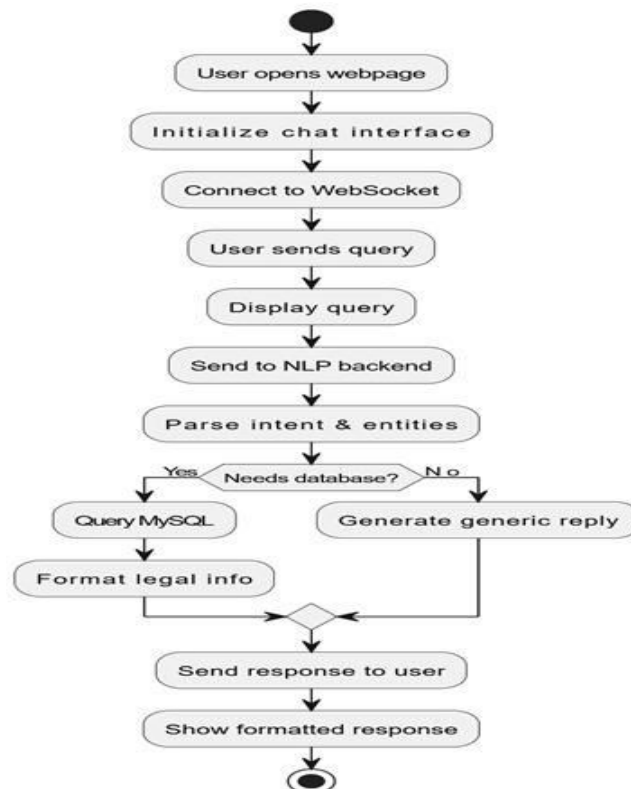 User opens webpage
Initialize chat interface
Connect to WebSocket
User sends query
Display query
Send to NLP backend
Parse intent & entities
Yes
Needs database?
No
Query MySQL
Generate generic reply
Format legal info
Send response to user
Show formatted response